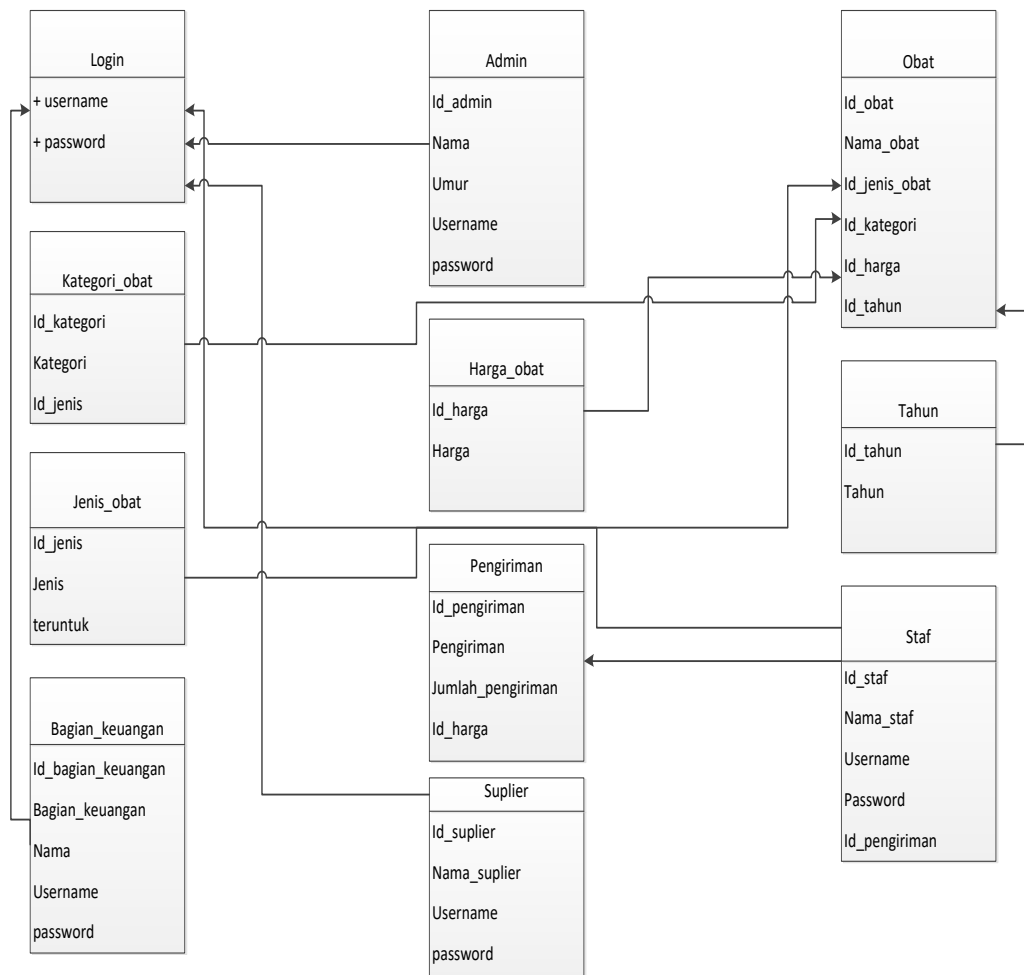 Login
+ username
+ password
Admin
Id_admin
Nama
Umur
Username
password
Obat
Id_obat
Nama_obat
Id_jenis_obat
Id_kategori
Id_harga
Id_tahun
Kategori_obat
Id_kategori
Kategori
Id_jenis
Harga_obat
Id_harga
Harga
Tahun
Id_tahun
Tahun
Jenis_obat
Id_jenis
Jenis
teruntuk
Pengiriman
Id_pengiriman
Pengiriman
Jumlah_pengiriman
Id_harga
Staf
Id_staf
Nama_staf
Username
Password
Id_pengiriman
Bagian_keuangan
Id_bagian_keuangan
Bagian_keuangan
Nama
Username
password
Suplier
Id_suplier
Nama_suplier
Username
password